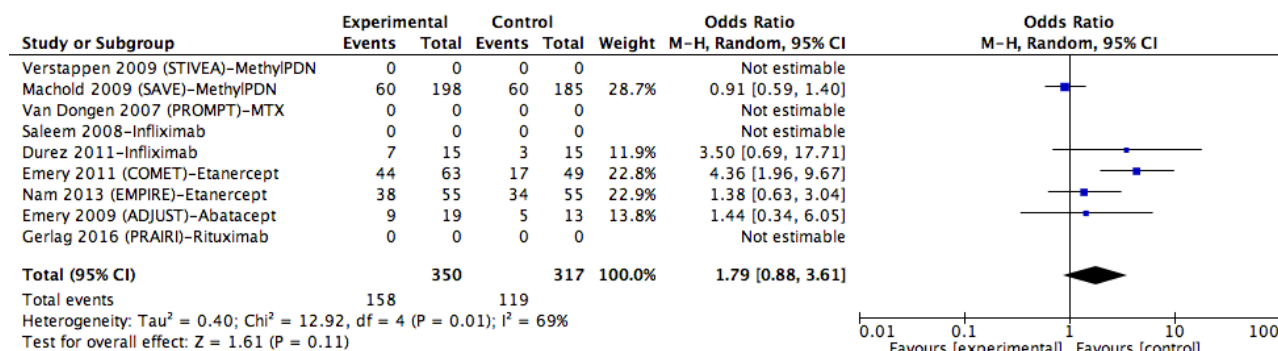 Experimental Control Odds Ratio Odds Ratio
Study or Subgroup Events Total Events Total Weight M-H, Random, 95% CI M-H, Random, 95% CI
Verstappen 2009 (STIVEA)-MethylPDN 0 0 0 0 Not estimable
Machold 2009 (SAVE)-MethylPDN 60 198 60 185 28.7% 0.91 [0.59, 1.40]
Van Dongen 2007 (PROMPT)-MTX 0 0 0 0 Not estimable
Saleem 2008-Infliximab 0 0 0 0 Not estimable
Durez 2011-Infliximab 7 15 3 15 11.9% 3.50 [0.69, 17.71]
Emery 2011 (COMET)-Etanercept 44 63 17 49 22.8% 4.36 [1.96, 9.67]
Nam 2013 (EMPIRE)-Etanercept 38 55 34 55 22.9% 1.38 [0.63, 3.04]
Emery 2009 (ADJUST)-Abatacept 9 19 5 13 13.8% 1.44 [0.34, 6.05]
Gerlag 2016 (PRAIRI)-Rituximab 0 0 0 0 Not estimable
Total (95% CI) 350 317 100.0% 1.79 [0.88, 3.61]
Total events 158 119
Heterogeneity: Tau² = 0.40; Chi² = 12.92, df = 4 (P = 0.01); I² = 69%
Test for overall effect: Z = 1.61 (P = 0.11)
0.01 0.1 1 10 100
Favours [experimental] Favours [control]